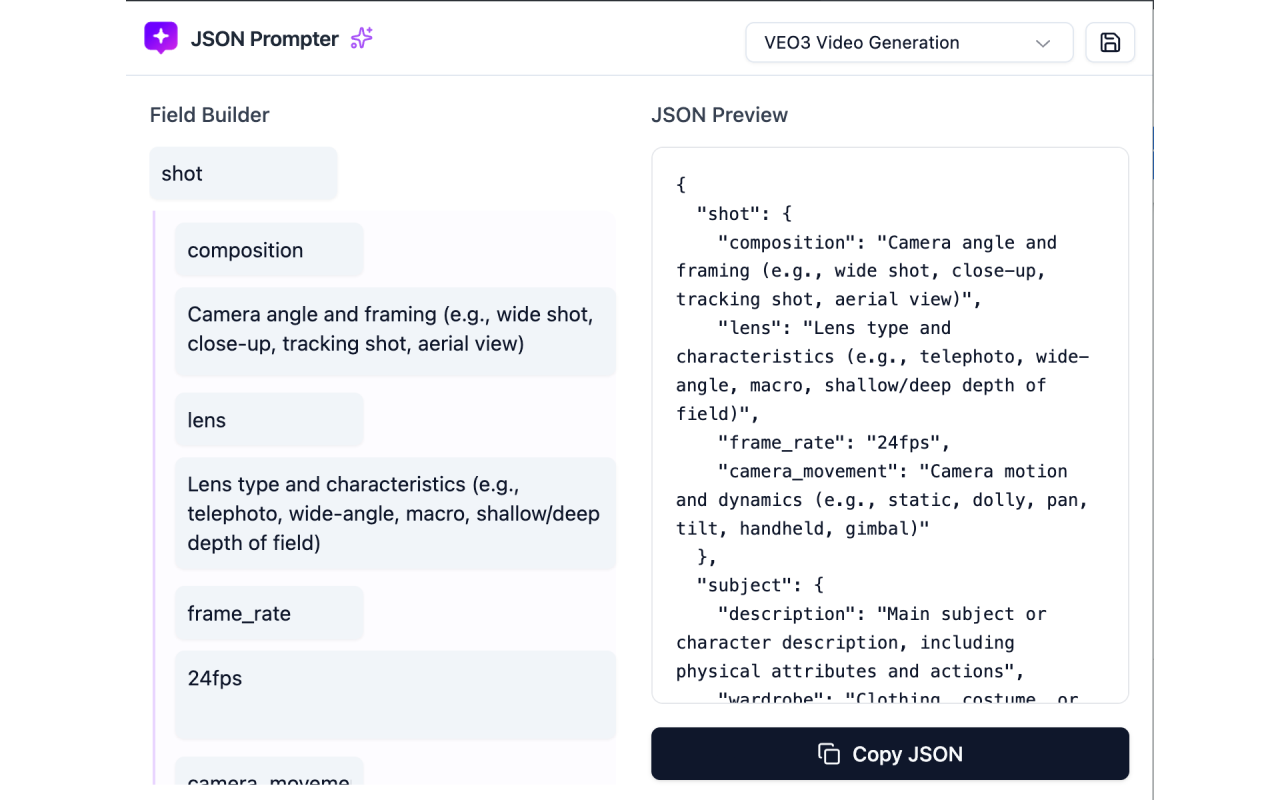 JSON Prompter
VEO3 Video Generation
Field Builder
shot
composition
Camera angle and framing (e.g., wide shot,
close-up, tracking shot, aerial view)
lens
Lens type and characteristics (e.g.,
telephoto, wide-angle, macro, shallow/deep
depth of field)
frame_rate
24fps
camera_moveme
JSON Preview
{
"shot": {
"composition": "Camera angle and
framing (e.g., wide shot, close-up,
tracking shot, aerial view)",
"lens": "Lens type and
characteristics (e.g., telephoto, wide-
angle, macro, shallow/deep depth of
field)",
"frame_rate": "24fps",
"camera_movement": "Camera motion
and dynamics (e.g., static, dolly, pan,
tilt, handheld, gimbal)"
},
"subject": {
"description": "Main subject or
character description, including
physical attributes and actions",
"wardrobe": "Clothing, costume, or
Copy JSON